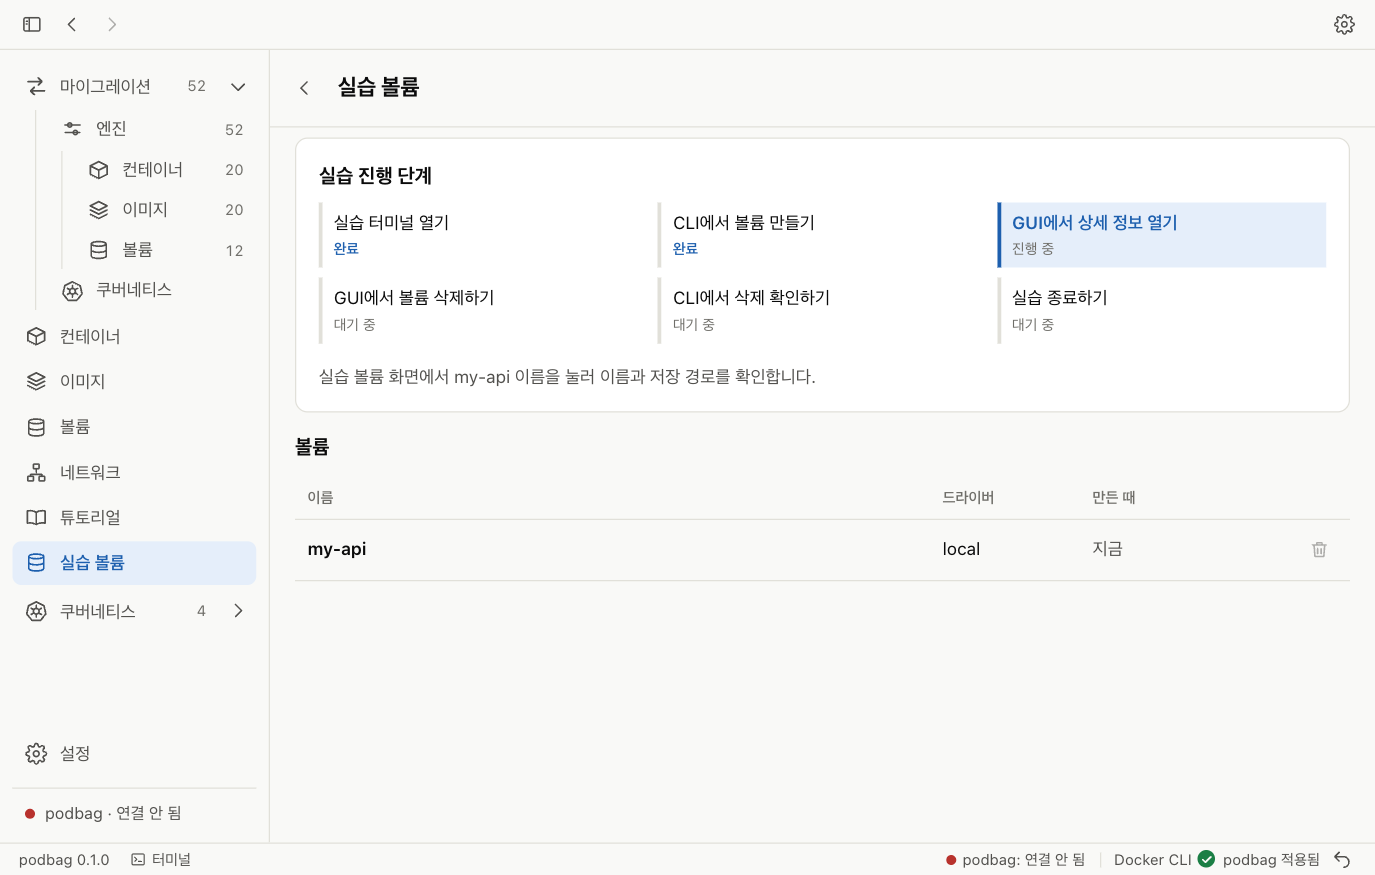 마이그레이션 52
엔진 52
컨테이너 20
이미지 20
볼륨 12
쿠버네티스
컨테이너
이미지
볼륨
네트워크
튜토리얼
실습 볼륨
쿠버네티스 4
설정
podbag · 연결 안 됨
실습 볼륨
실습 진행 단계
실습 터미널 열기
완료
CLI에서 볼륨 만들기
완료
GUI에서 상세 정보 열기
진행 중
GUI에서 볼륨 삭제하기
대기 중
CLI에서 삭제 확인하기
대기 중
실습 종료하기
대기 중
실습 볼륨 화면에서 my-api 이름을 눌러 이름과 저장 경로를 확인합니다.
볼륨
이름 드라이버 만든 때
my-api local 지금
podbag 0.1.0 터미널 podbag: 연결 안 됨 Docker CLI podbag 적용됨